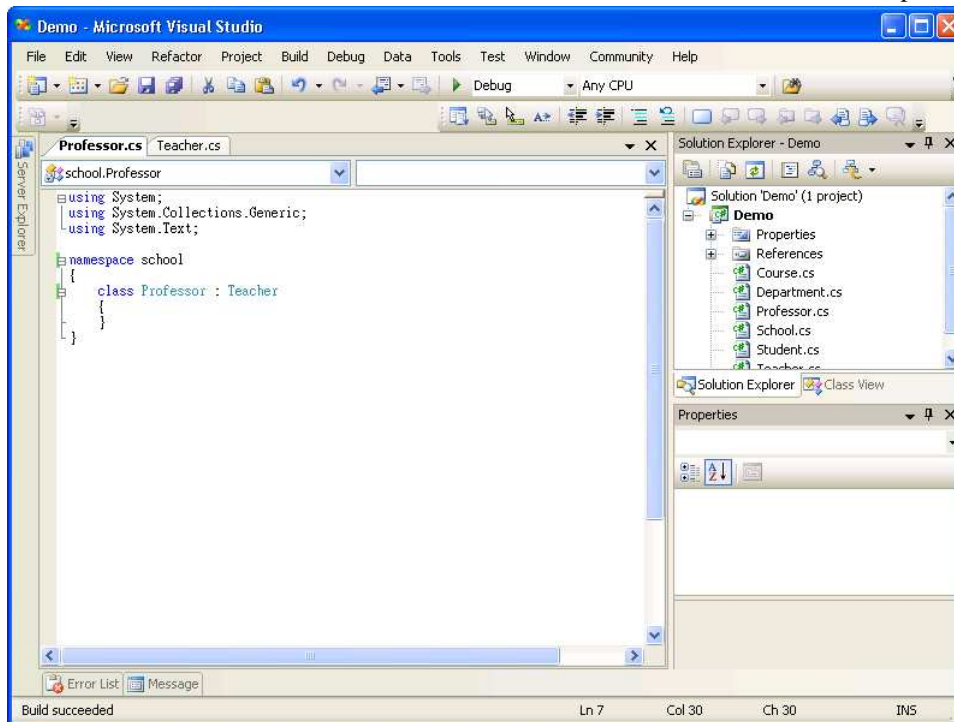 Demo - Microsoft Visual Studio
File Edit View Refactor Project Build Debug Data Tools Test Window Community Help
Debug Any CPU
Server Explorer
Professor.cs Teacher.cs
school.Professor
using System;
using System.Collections.Generic;
using System.Text;
namespace school
{
class Professor : Teacher
{
}
}
Solution Explorer - Demo
Solution 'Demo' (1 project)
Demo
Properties
References
Course.cs
Department.cs
Professor.cs
School.cs
Student.cs
Teacher.cs
Solution Explorer Class View
Properties
Error List Message
Build succeeded Ln 7 Col 30 Ch 30 INS